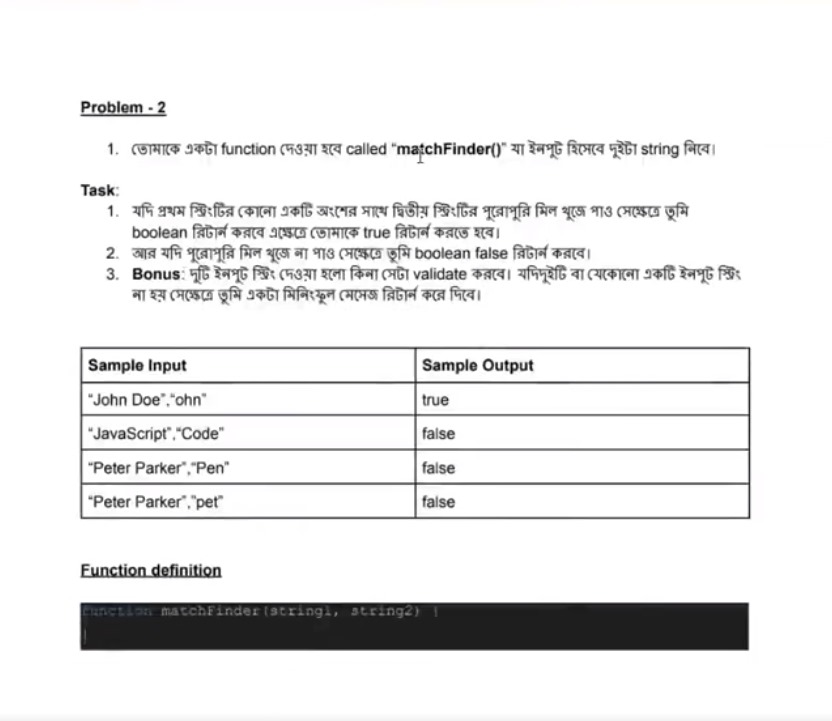 Problem - 2
1. তোমাকে একটা function দেওয়া হবে called “matchFinder()” যা ইনপুট হিসেবে দুইটা string নিবে।
Task:
1. যদি প্রথম স্ট্রিংটির কোনো একটি অংশের সাথে দ্বিতীয় স্ট্রিংটির পুরোপুরি মিল খুজে পাও সেক্ষেত্রে তুমি
boolean রিটার্ন করবে এক্ষেত্রে তোমাকে true রিটার্ন করতে হবে।
2. আর যদি পুরোপুরি মিল খুজে না পাও সেক্ষেত্রে তুমি boolean false রিটার্ন করবে।
3. Bonus: দুটি ইনপুট স্ট্রিং দেওয়া হলো কিনা সেটা validate করবে। যদিদুইটি বা যেকোনো একটি ইনপুট স্ট্রিং
না হয় সেক্ষেত্রে তুমি একটা মিনিংফুল মেসেজ রিটার্ন করে দিবে।
Sample Input Sample Output
“John Doe”,“ohn” true
“JavaScript”,“Code” false
“Peter Parker”,“Pen” false
“Peter Parker”,”pet” false
Function definition
function matchFinder(string1, string2) {